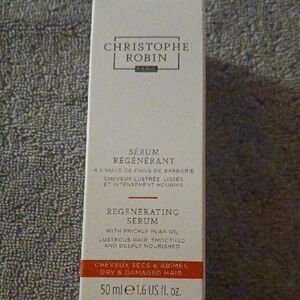 CHRISTOPHE
ROBIN
PARIS
SÉRUM
RÉGÉNÉRANT
À L'HUILE DE FIGUE DE BARBARIE
CHEVEUX LUSTRÉS, LISSÉS
ET INTENSÉMENT NOURRIS
REGENERATING
SERUM
WITH PRICKLY PEAR OIL
LUSTROUS HAIR, SMOOTHED
AND DEEPLY NOURISHED
CHEVEUX SECS & ABÎMÉS
DRY & DAMAGED HAIR
50 ml ℮ 1.6 US fl. oz.